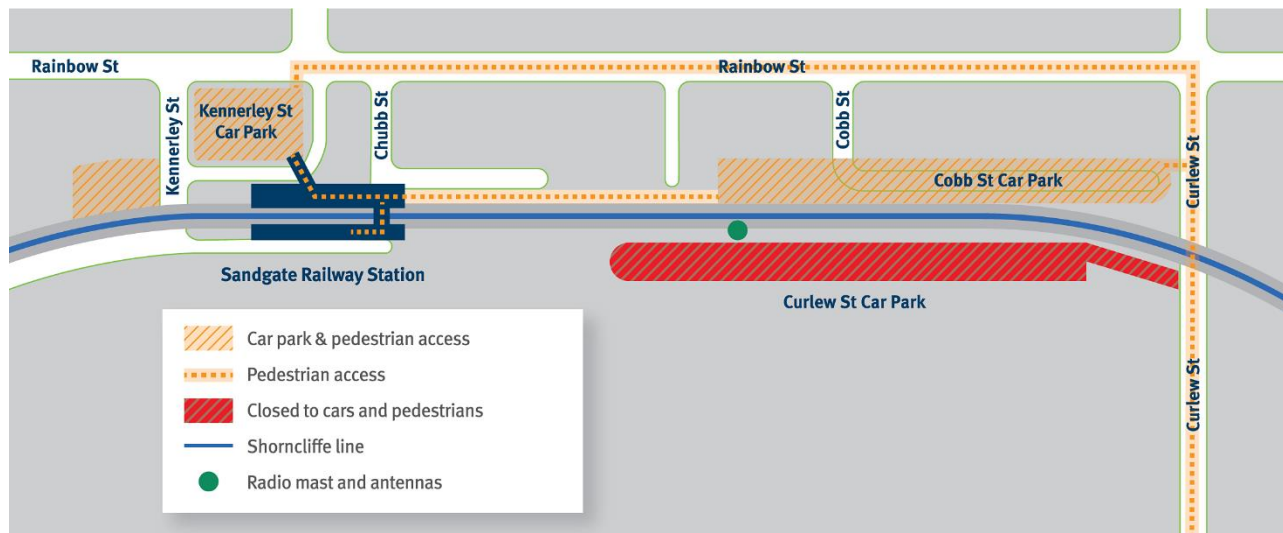 Rainbow St
Rainbow St
Kennerley St
Kennerley St
Car Park
Chubb St
Cobb St
Curlew St
Cobb St Car Park
Sandgate Railway Station
Curlew St Car Park
Curlew St
Car park & pedestrian access
Pedestrian access
Closed to cars and pedestrians
Shorncliffe line
Radio mast and antennas